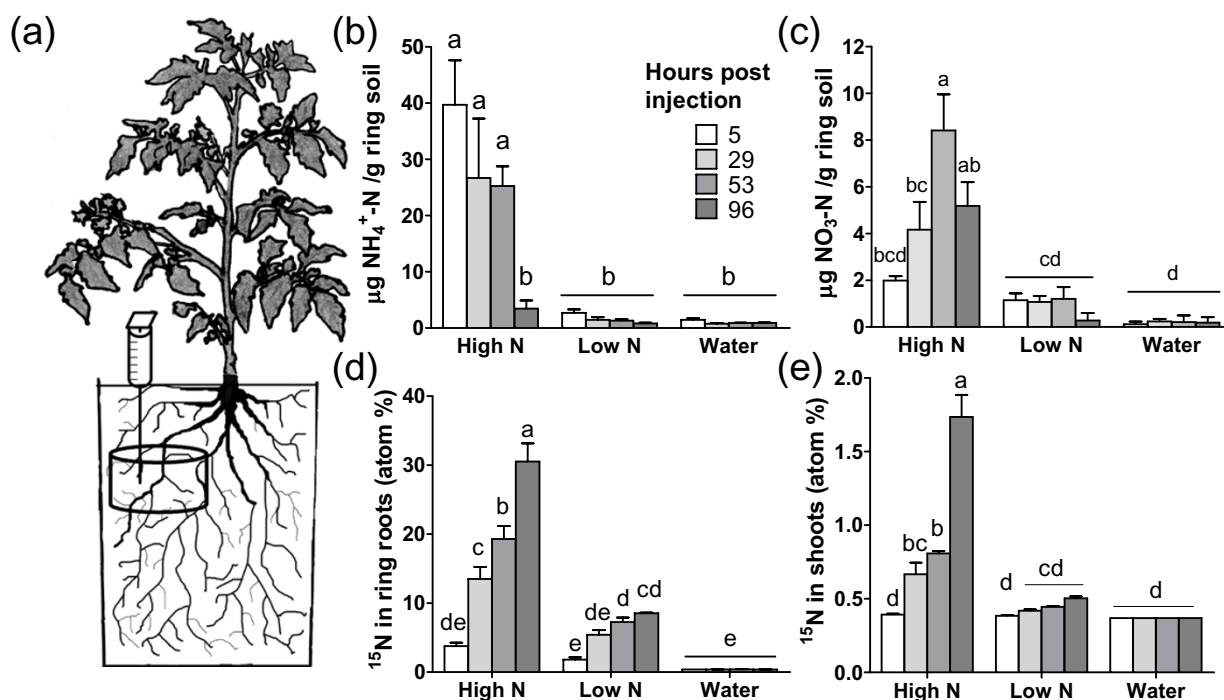 (a)
(b)
µg NH₄⁺-N /g ring soil
50
40
30
20
10
0
a
a
a
b
b
b
High N
Low N
Water
Hours post
injection
5
29
53
96
(c)
µg NO₃-N /g ring soil
12
10
8
6
4
2
0
bcd
bc
a
ab
cd
d
High N
Low N
Water
(d)
¹⁵N in ring roots (atom %)
40
30
20
10
0
de
c
b
a
e
de
d
cd
e
High N
Low N
Water
(e)
¹⁵N in shoots (atom %)
2.0
1.5
1.0
0.5
0.0
d
bc
b
a
d
cd
d
High N
Low N
Water